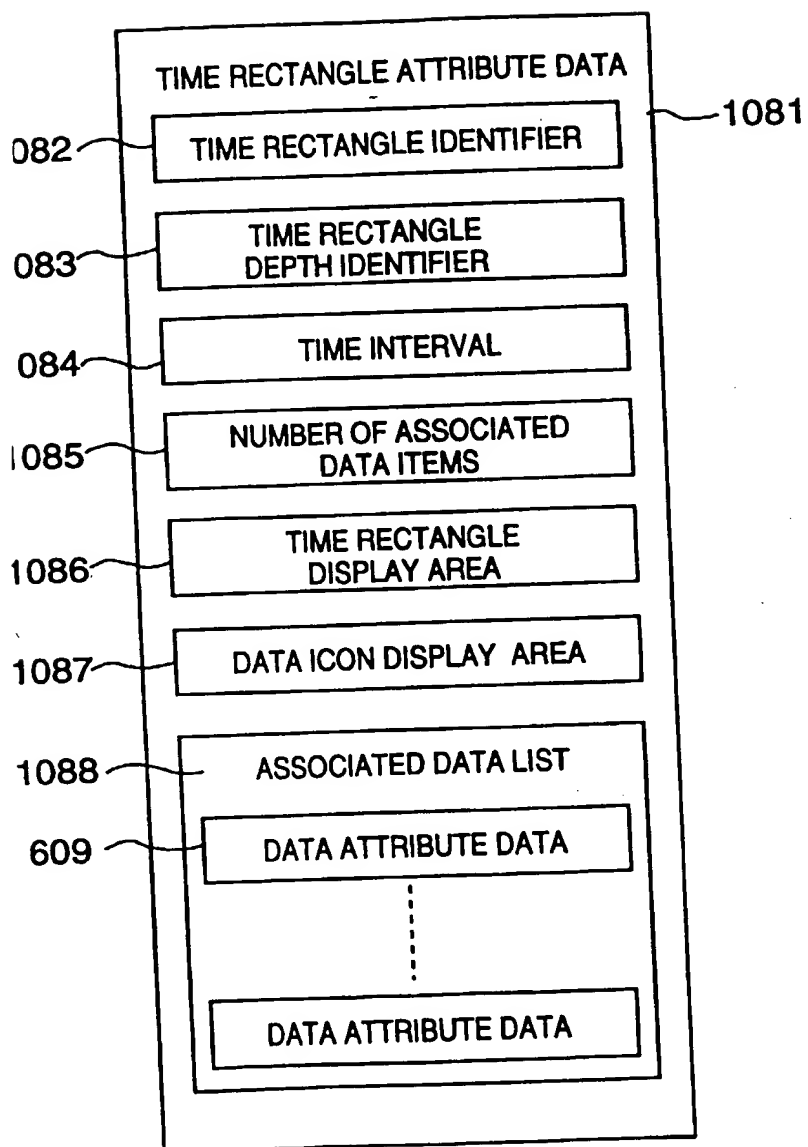 TIME RECTANGLE ATTRIBUTE DATA
1081
082
TIME RECTANGLE IDENTIFIER
083
TIME RECTANGLE
DEPTH IDENTIFIER
084
TIME INTERVAL
1085
NUMBER OF ASSOCIATED
DATA ITEMS
1086
TIME RECTANGLE
DISPLAY AREA
1087
DATA ICON DISPLAY AREA
1088
ASSOCIATED DATA LIST
609
DATA ATTRIBUTE DATA
DATA ATTRIBUTE DATA